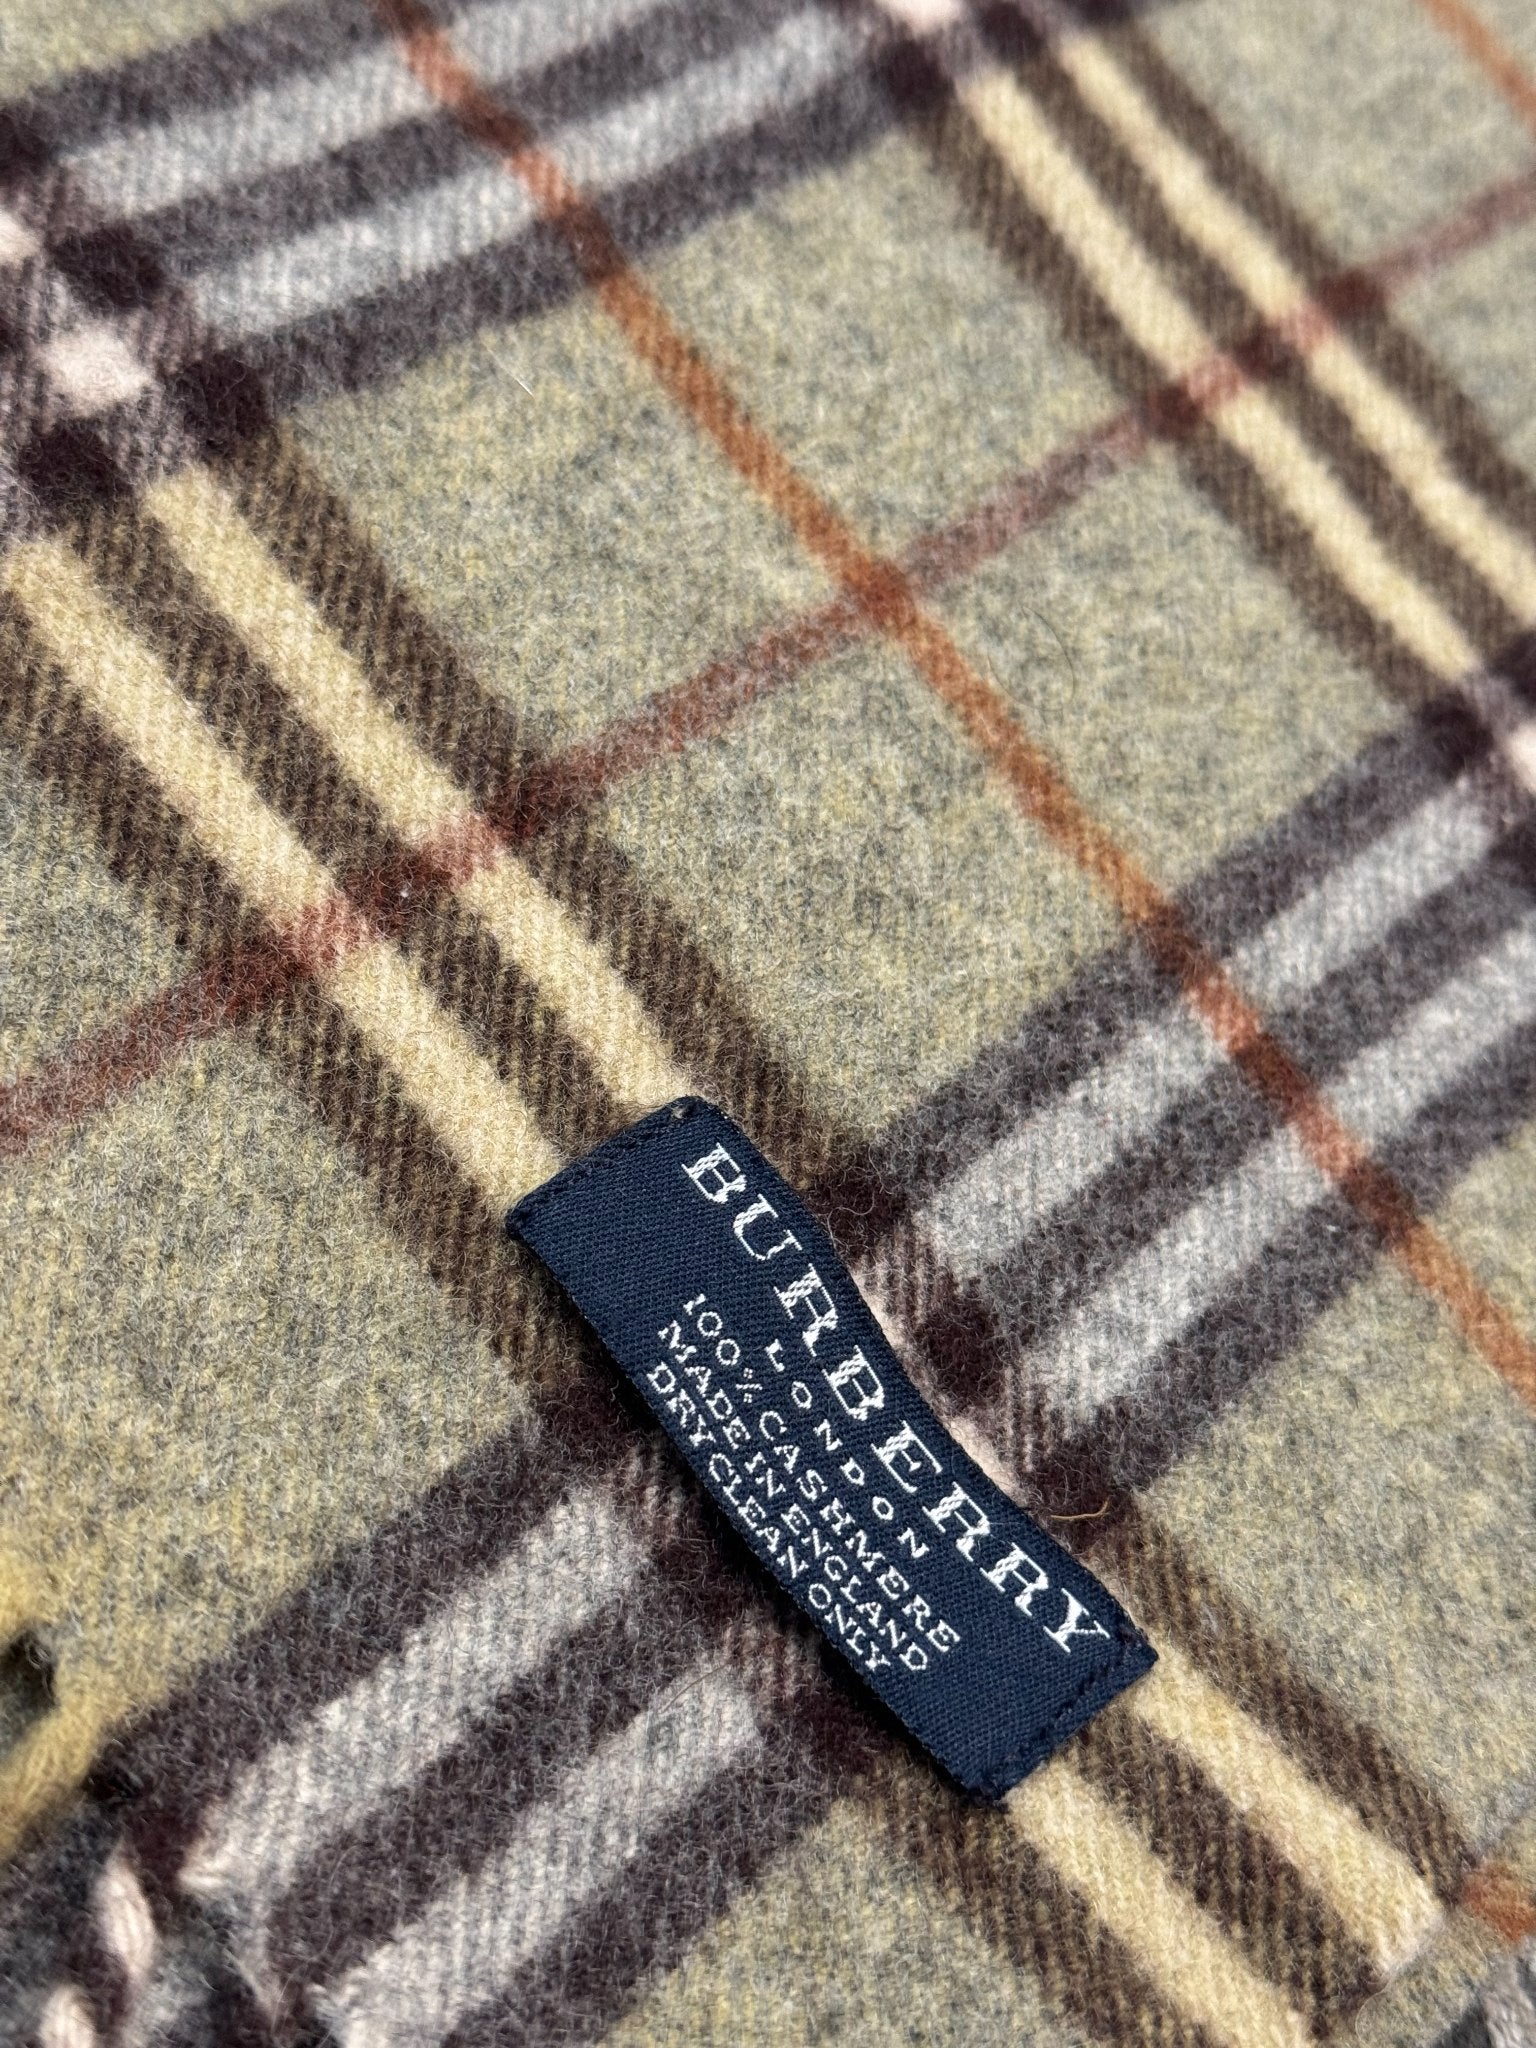 BURBERRY
LONDON
100% CASHMERE
MADE IN ENGLAND
DRY CLEAN ONLY